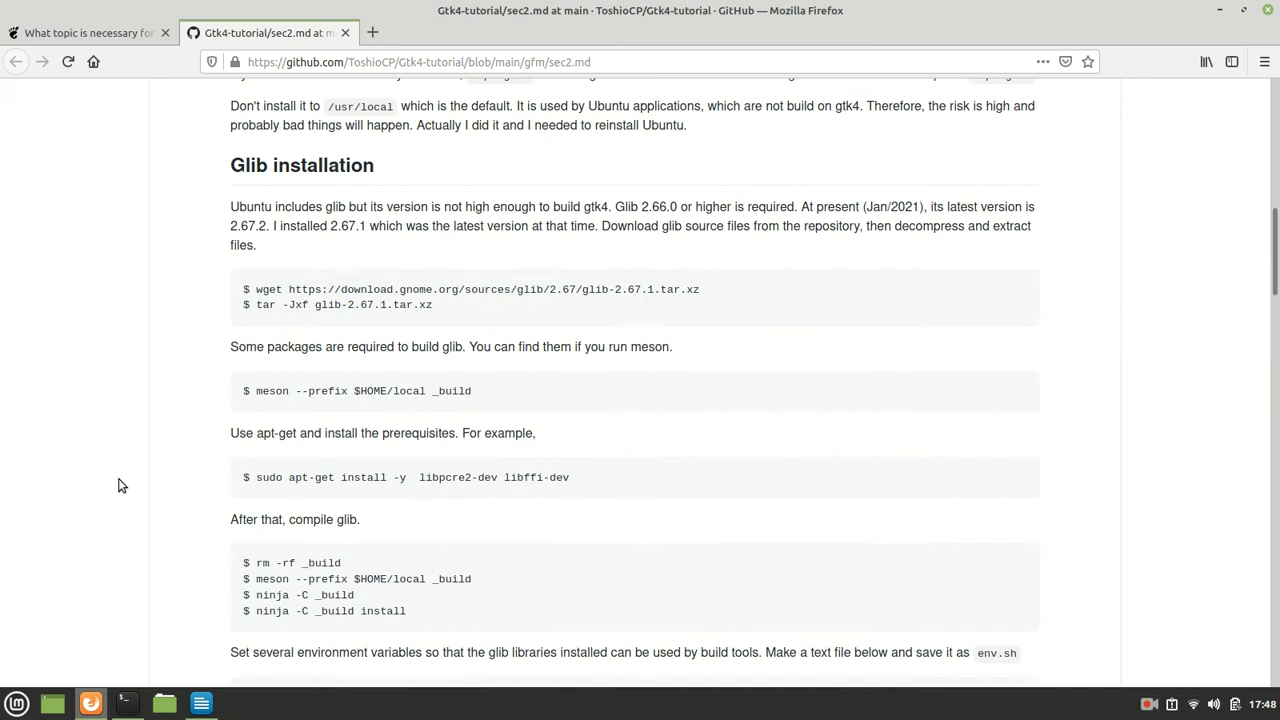 Gtk4-tutorial/sec2.md at main · ToshioCP/Gtk4-tutorial · GitHub — Mozilla Firefox
What topic is necessary for
Gtk4-tutorial/sec2.md at m
https://github.com/ToshioCP/Gtk4-tutorial/blob/main/gfm/sec2.md
Don't install it to /usr/local which is the default. It is used by Ubuntu applications, which are not build on gtk4. Therefore, the risk is high and
probably bad things will happen. Actually I did it and I needed to reinstall Ubuntu.
Glib installation
Ubuntu includes glib but its version is not high enough to build gtk4. Glib 2.66.0 or higher is required. At present (Jan/2021), its latest version is
2.67.2. I installed 2.67.1 which was the latest version at that time. Download glib source files from the repository, then decompress and extract
files.
$ wget https://download.gnome.org/sources/glib/2.67/glib-2.67.1.tar.xz
$ tar -Jxf glib-2.67.1.tar.xz
Some packages are required to build glib. You can find them if you run meson.
$ meson --prefix $HOME/local _build
Use apt-get and install the prerequisites. For example,
$ sudo apt-get install -y  libpcre2-dev libffi-dev
After that, compile glib.
$ rm -rf _build
$ meson --prefix $HOME/local _build
$ ninja -C _build
$ ninja -C _build install
Set several environment variables so that the glib libraries installed can be used by build tools. Make a text file below and save it as env.sh
17:48